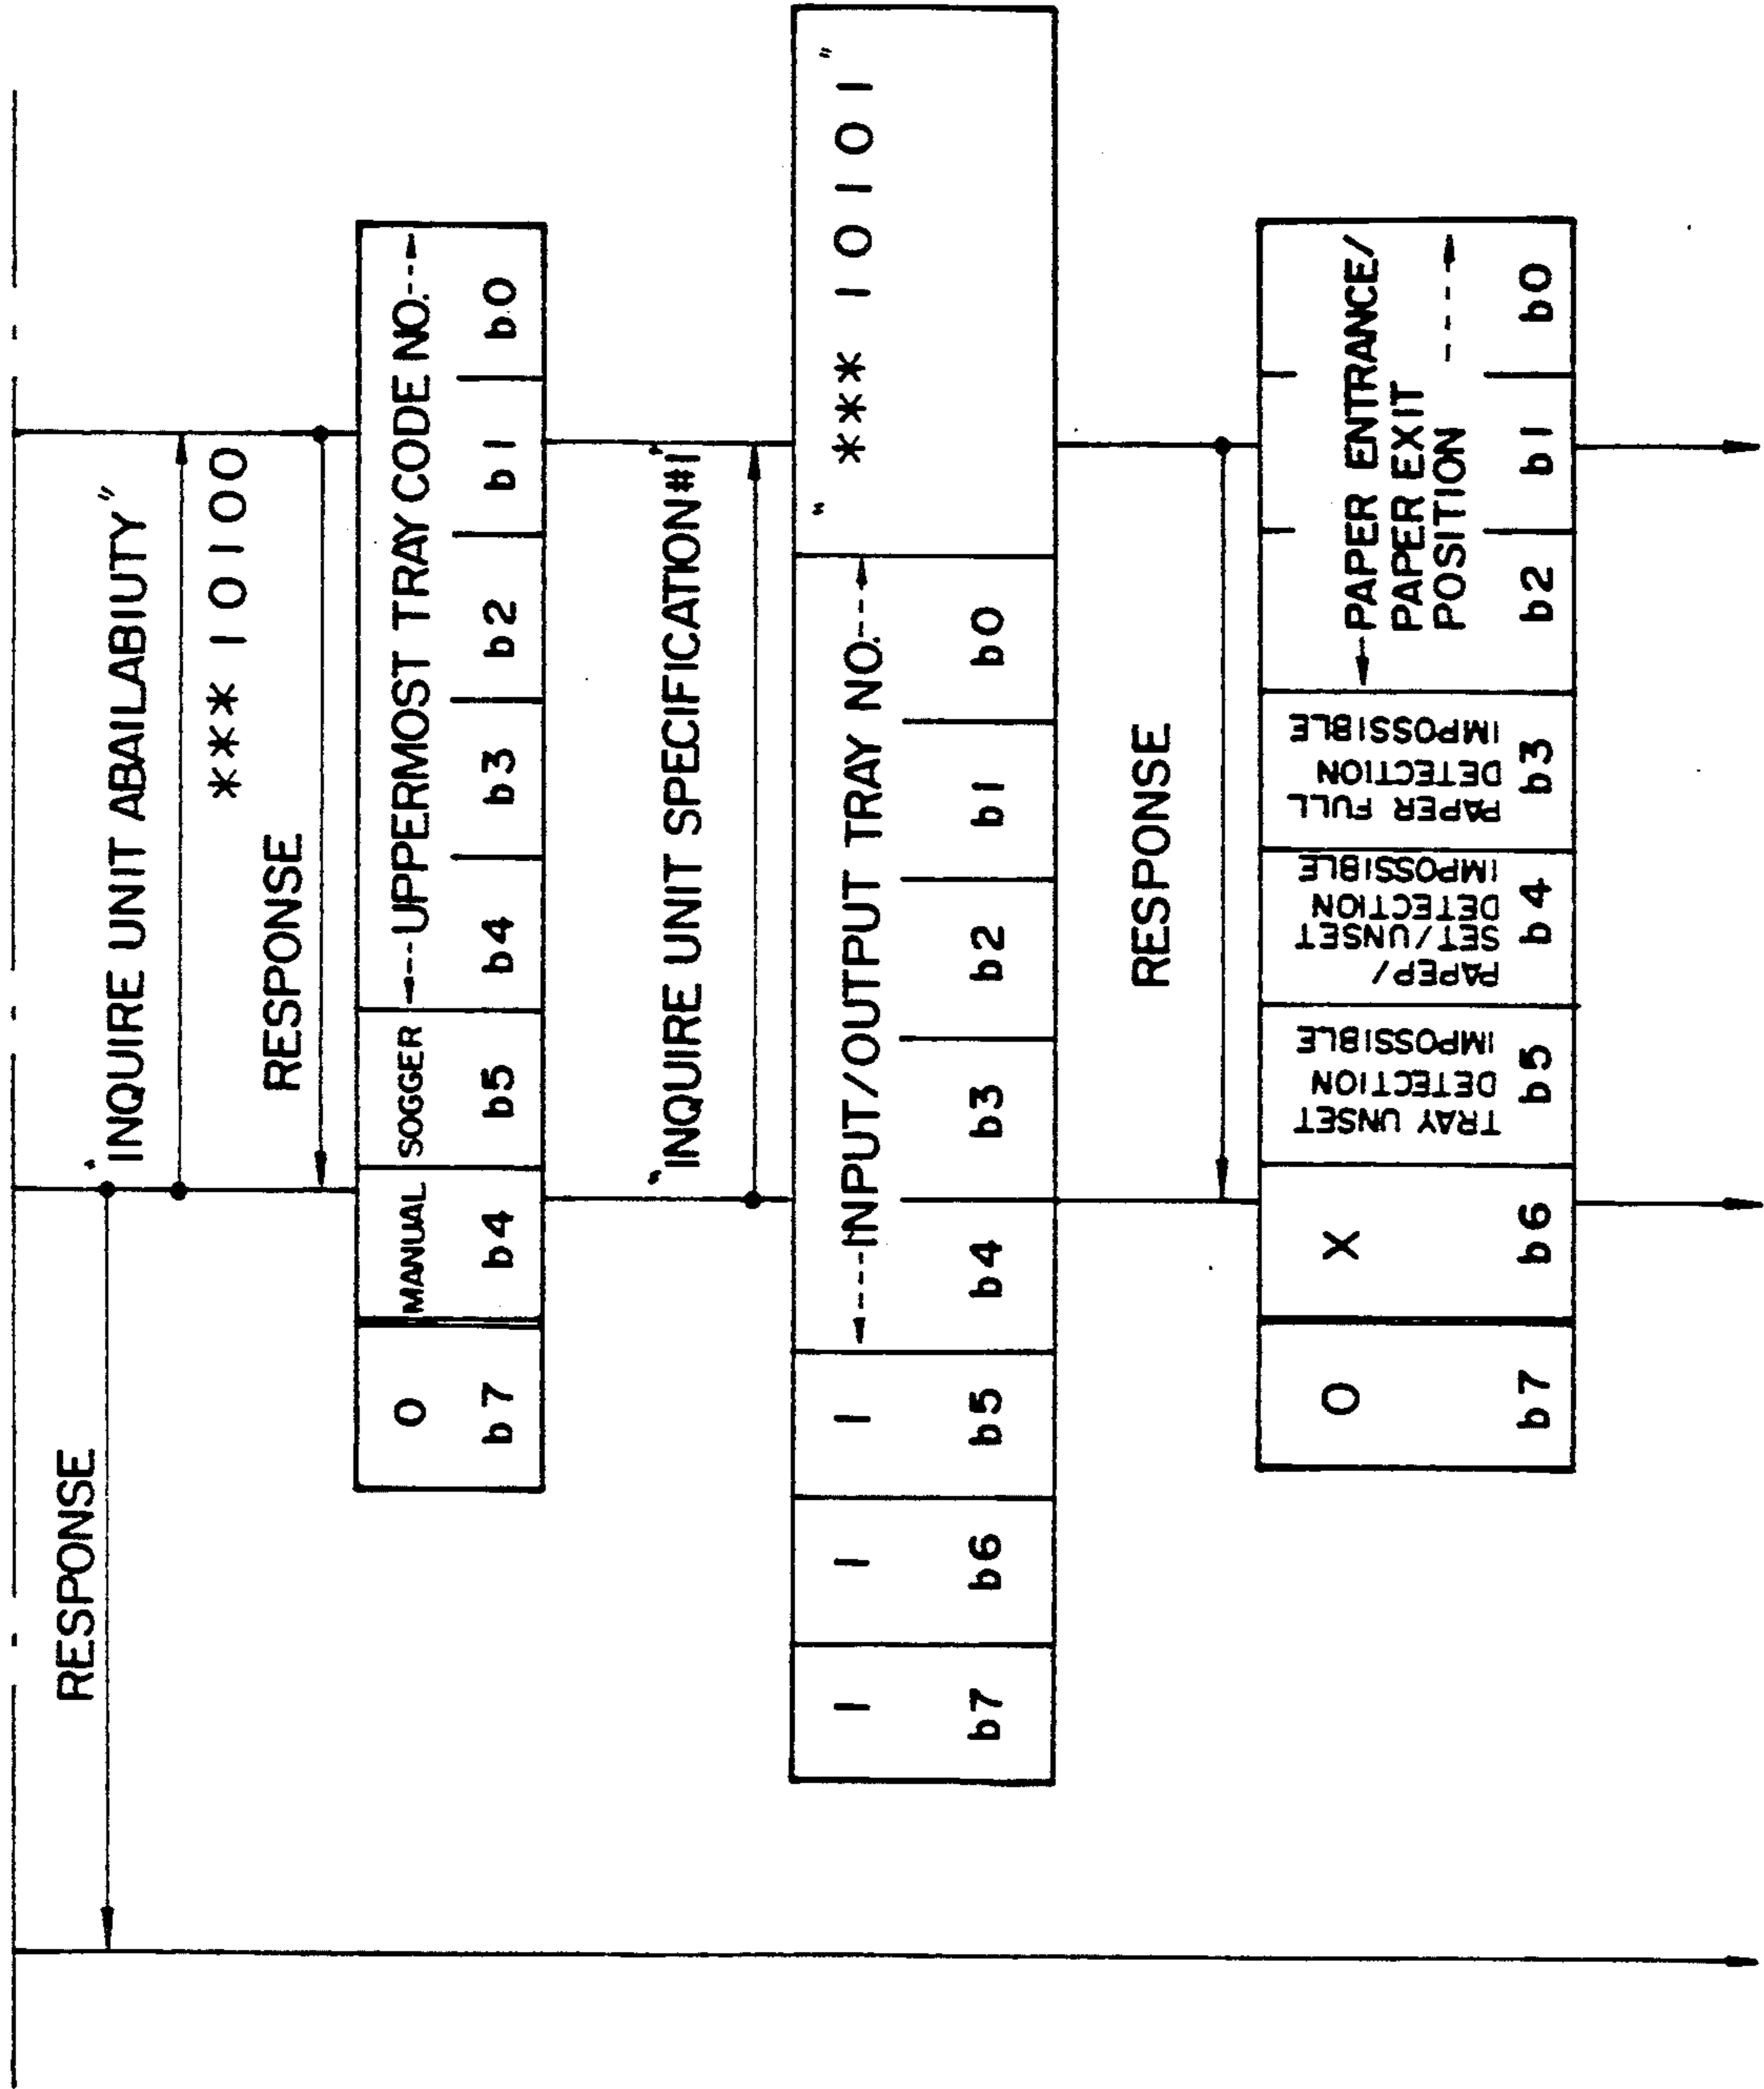 RESPONSE
"INQUIRE UNIT ABAILABIUTY"
*** 10100
RESPONSE
O MANUAL SOGGER UPPERMOST TRAY CODE NO.
b7 b4 b5 b4 b3 b2 b1 b0
"INQUIRE UNIT SPECIFICATION#1"
1 1 1 INPUT/OUTPUT TRAY NO. " *** 10101 "
b7 b6 b5 b4 b3 b2 b1 b0
RESPONSE
O X
TRAY UNSET
DETECTION
IMPOSSIBLE
PAPEP/
SET/UNSET
DETECTION
IMPOSSIBLE
PAPER FULL
DETECTION
IMPOSSIBLE
PAPER ENTRANCE/
PAPER EXIT
POSITION
b7 b6 b5 b4 b3 b2 b1 b0